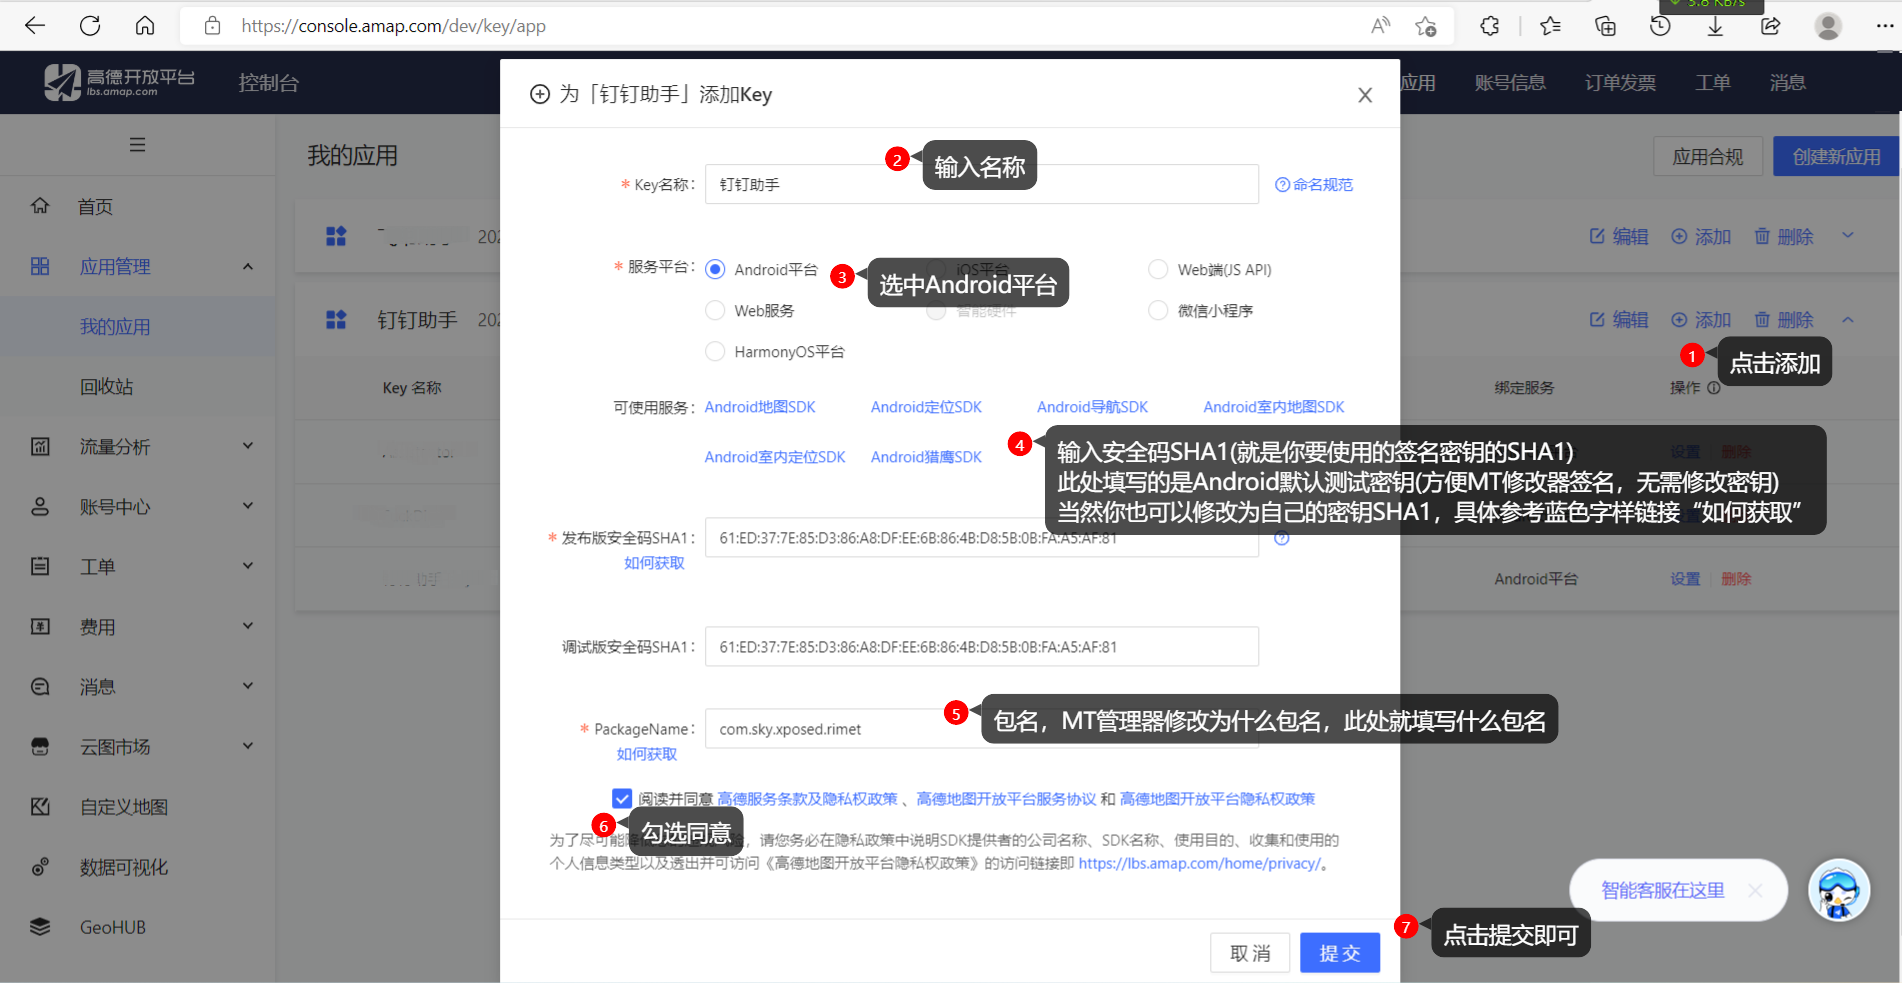 5.8 KB/s
https://console.amap.com/dev/key/app
高德开放平台
lbs.amap.com
控制台
应用
账号信息
订单发票
工单
消息
我的应用
应用合规
创建新应用
首页
应用管理
我的应用
回收站
流量分析
账号中心
工单
费用
消息
云图市场
自定义地图
数据可视化
GeoHUB
202
编辑
添加
删除
钉钉助手
202
编辑
添加
删除
Key 名称
绑定服务
操作
设置
删除
Android平台
设置
删除
为「钉钉助手」添加Key
2
输入名称
* Key名称：
钉钉助手
命名规范
* 服务平台：
Android平台
iOS平台
Web端(JS API)
3
选中Android平台
Web服务
智能硬件
微信小程序
HarmonyOS平台
1
点击添加
可使用服务：
Android地图SDK
Android定位SDK
Android导航SDK
Android室内地图SDK
Android室内定位SDK
Android猎鹰SDK
4
输入安全码SHA1(就是你要使用的签名密钥的SHA1)
此处填写的是Android默认测试密钥(方便MT修改器签名，无需修改密钥)
当然你也可以修改为自己的密钥SHA1，具体参考蓝色字样链接“如何获取”
* 发布版安全码SHA1：
61:ED:37:7E:85:D3:86:A8:DF:EE:6B:86:4B:D8:5B:0B:FA:A5:AF:81
如何获取
调试版安全码SHA1：
61:ED:37:7E:85:D3:86:A8:DF:EE:6B:86:4B:D8:5B:0B:FA:A5:AF:81
5
包名，MT管理器修改为什么包名，此处就填写什么包名
* PackageName：
com.sky.xposed.rimet
如何获取
阅读并同意 高德服务条款及隐私权政策 、高德地图开放平台服务协议 和 高德地图开放平台隐私权政策
6
勾选同意
为了尽可能降 险，请您务必在隐私政策中说明SDK提供者的公司名称、SDK名称、使用目的、收集和使用的
个人信息类型以及透出并可访问《高德地图开放平台隐私权政策》的访问链接即 https://lbs.amap.com/home/privacy/。
智能客服在这里
7
点击提交即可
取 消
提 交